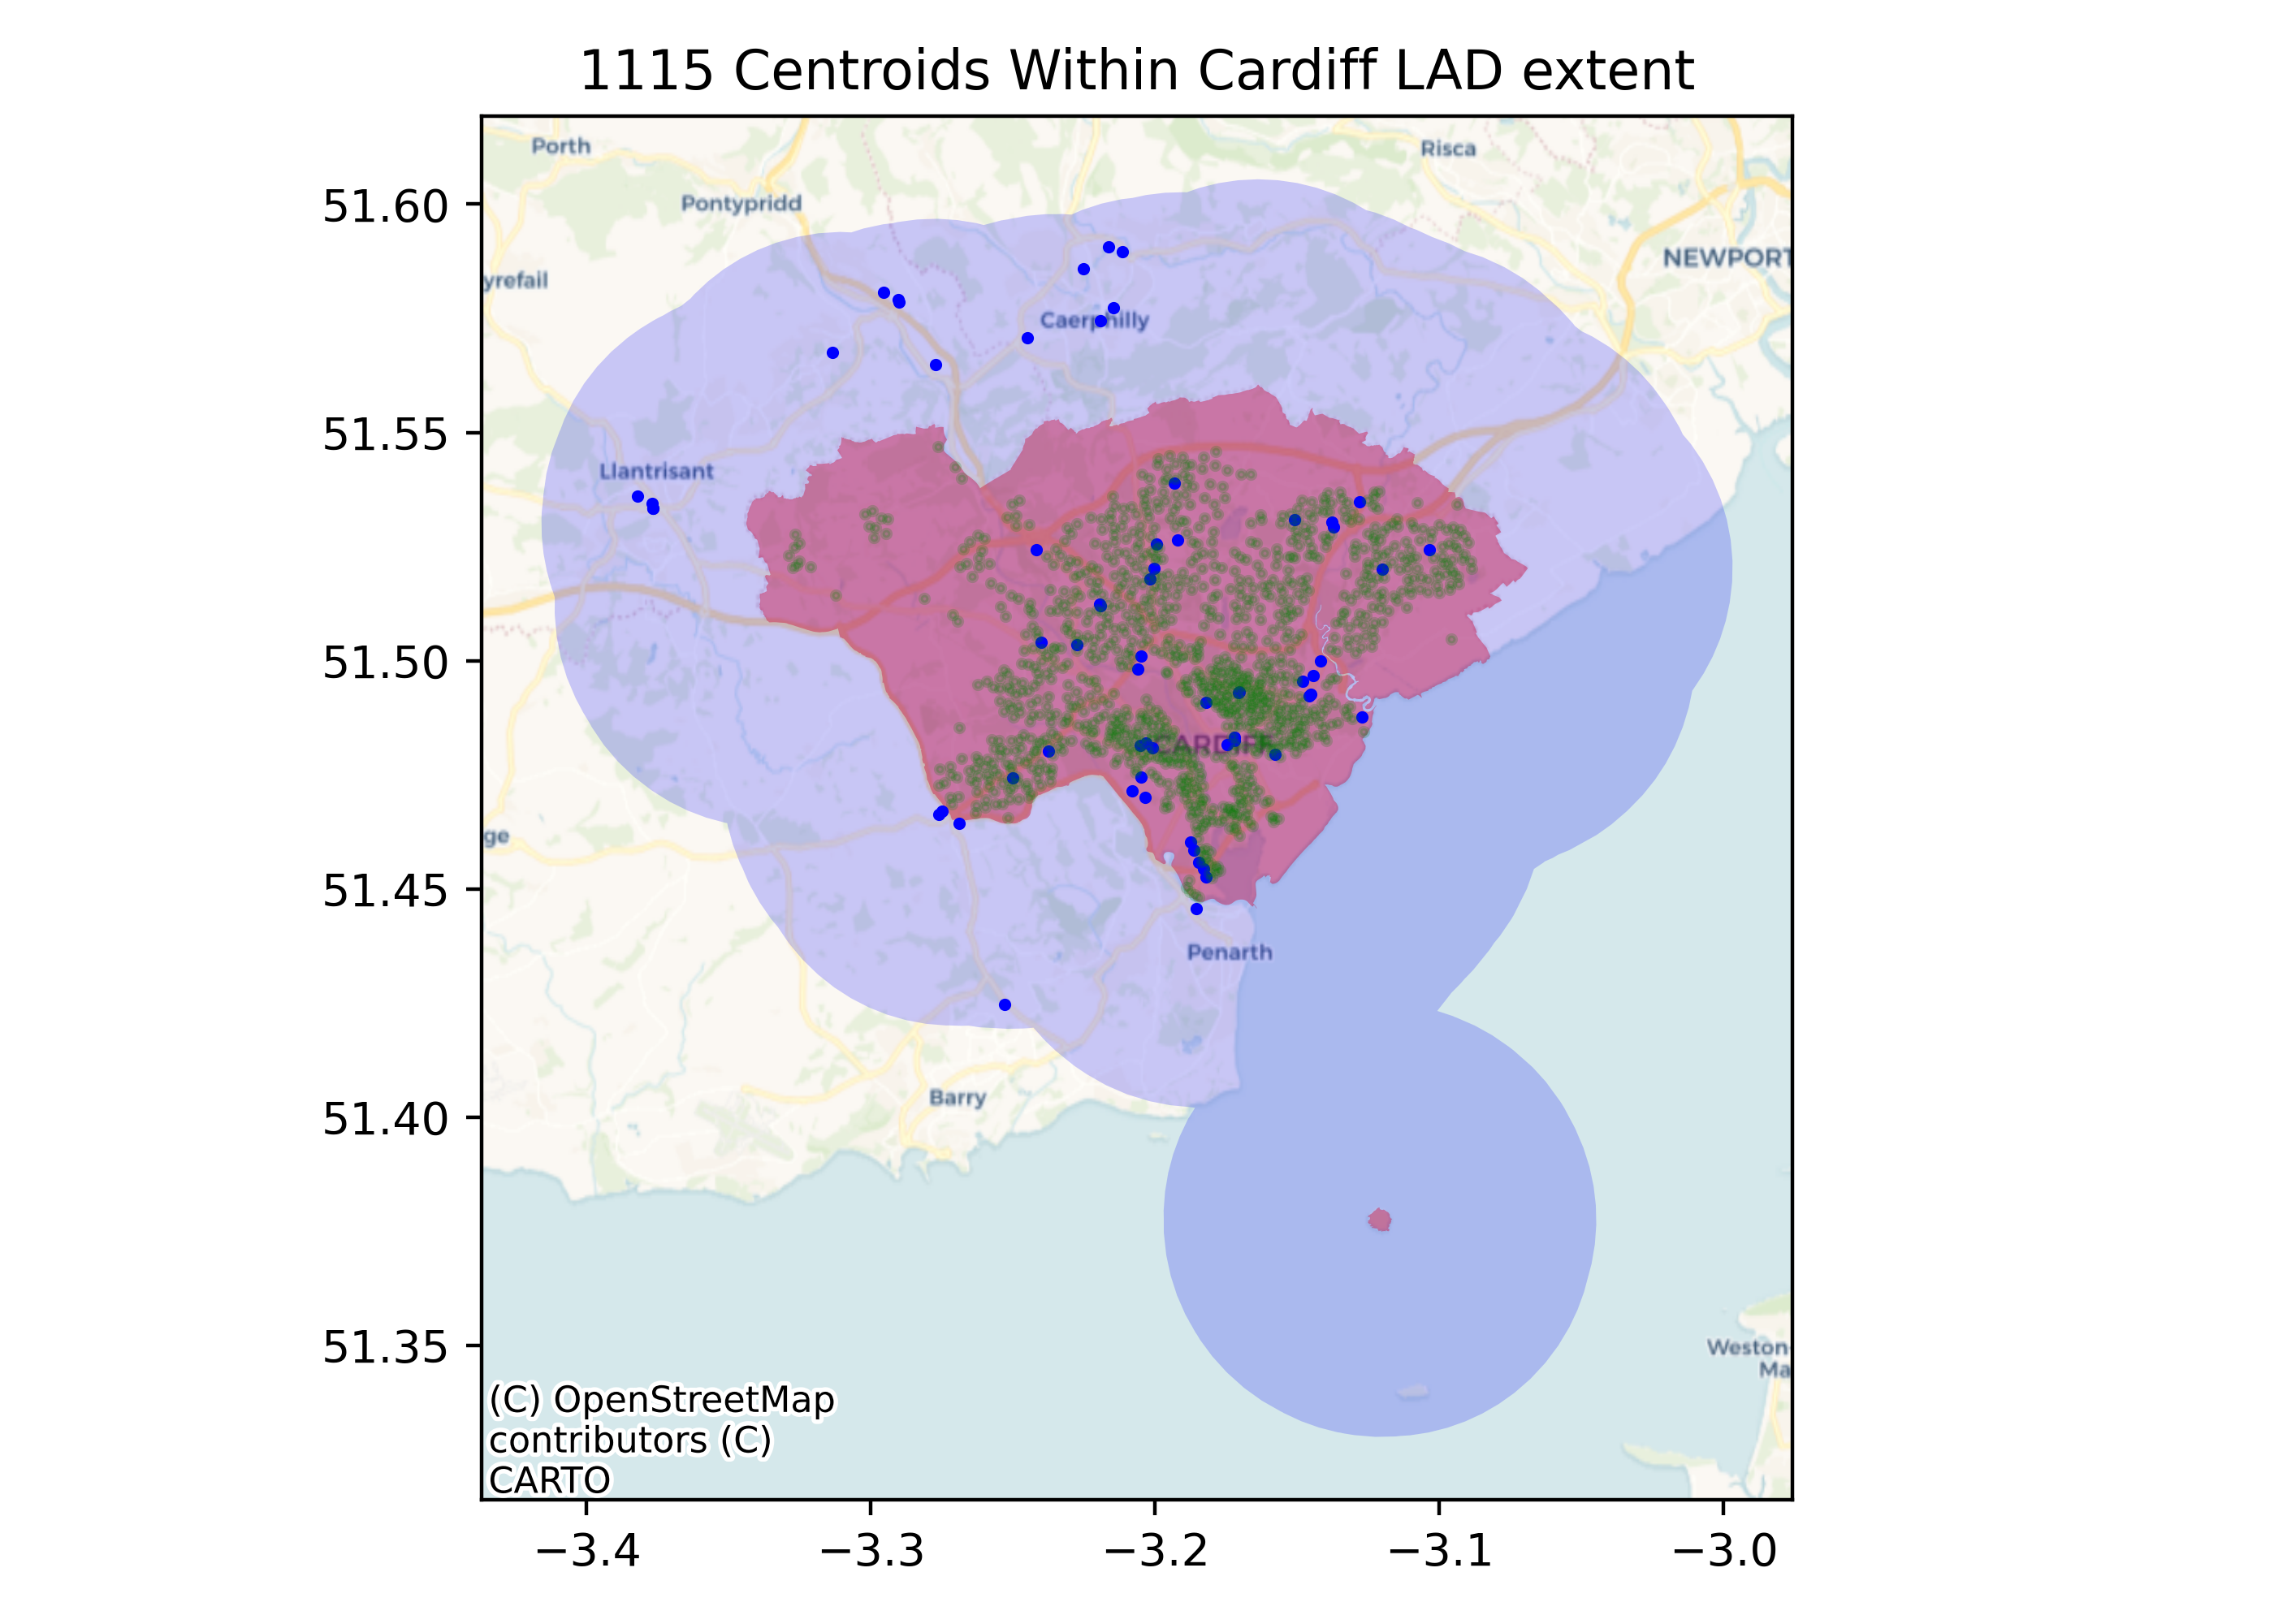 1115 Centroids Within Cardiff LAD extent
Porth
Risca
Pontypridd
51.60
NEWPORT
yrefail
Caerphilly
51.55
Llantrisant
51.50
CARDIFF
ge
51.45
Penarth
Barry
51.40
51.35
Weston-
Ma
(C) OpenStreetMap
contributors (C)
CARTO
−3.4 −3.3 −3.2 −3.1 −3.0